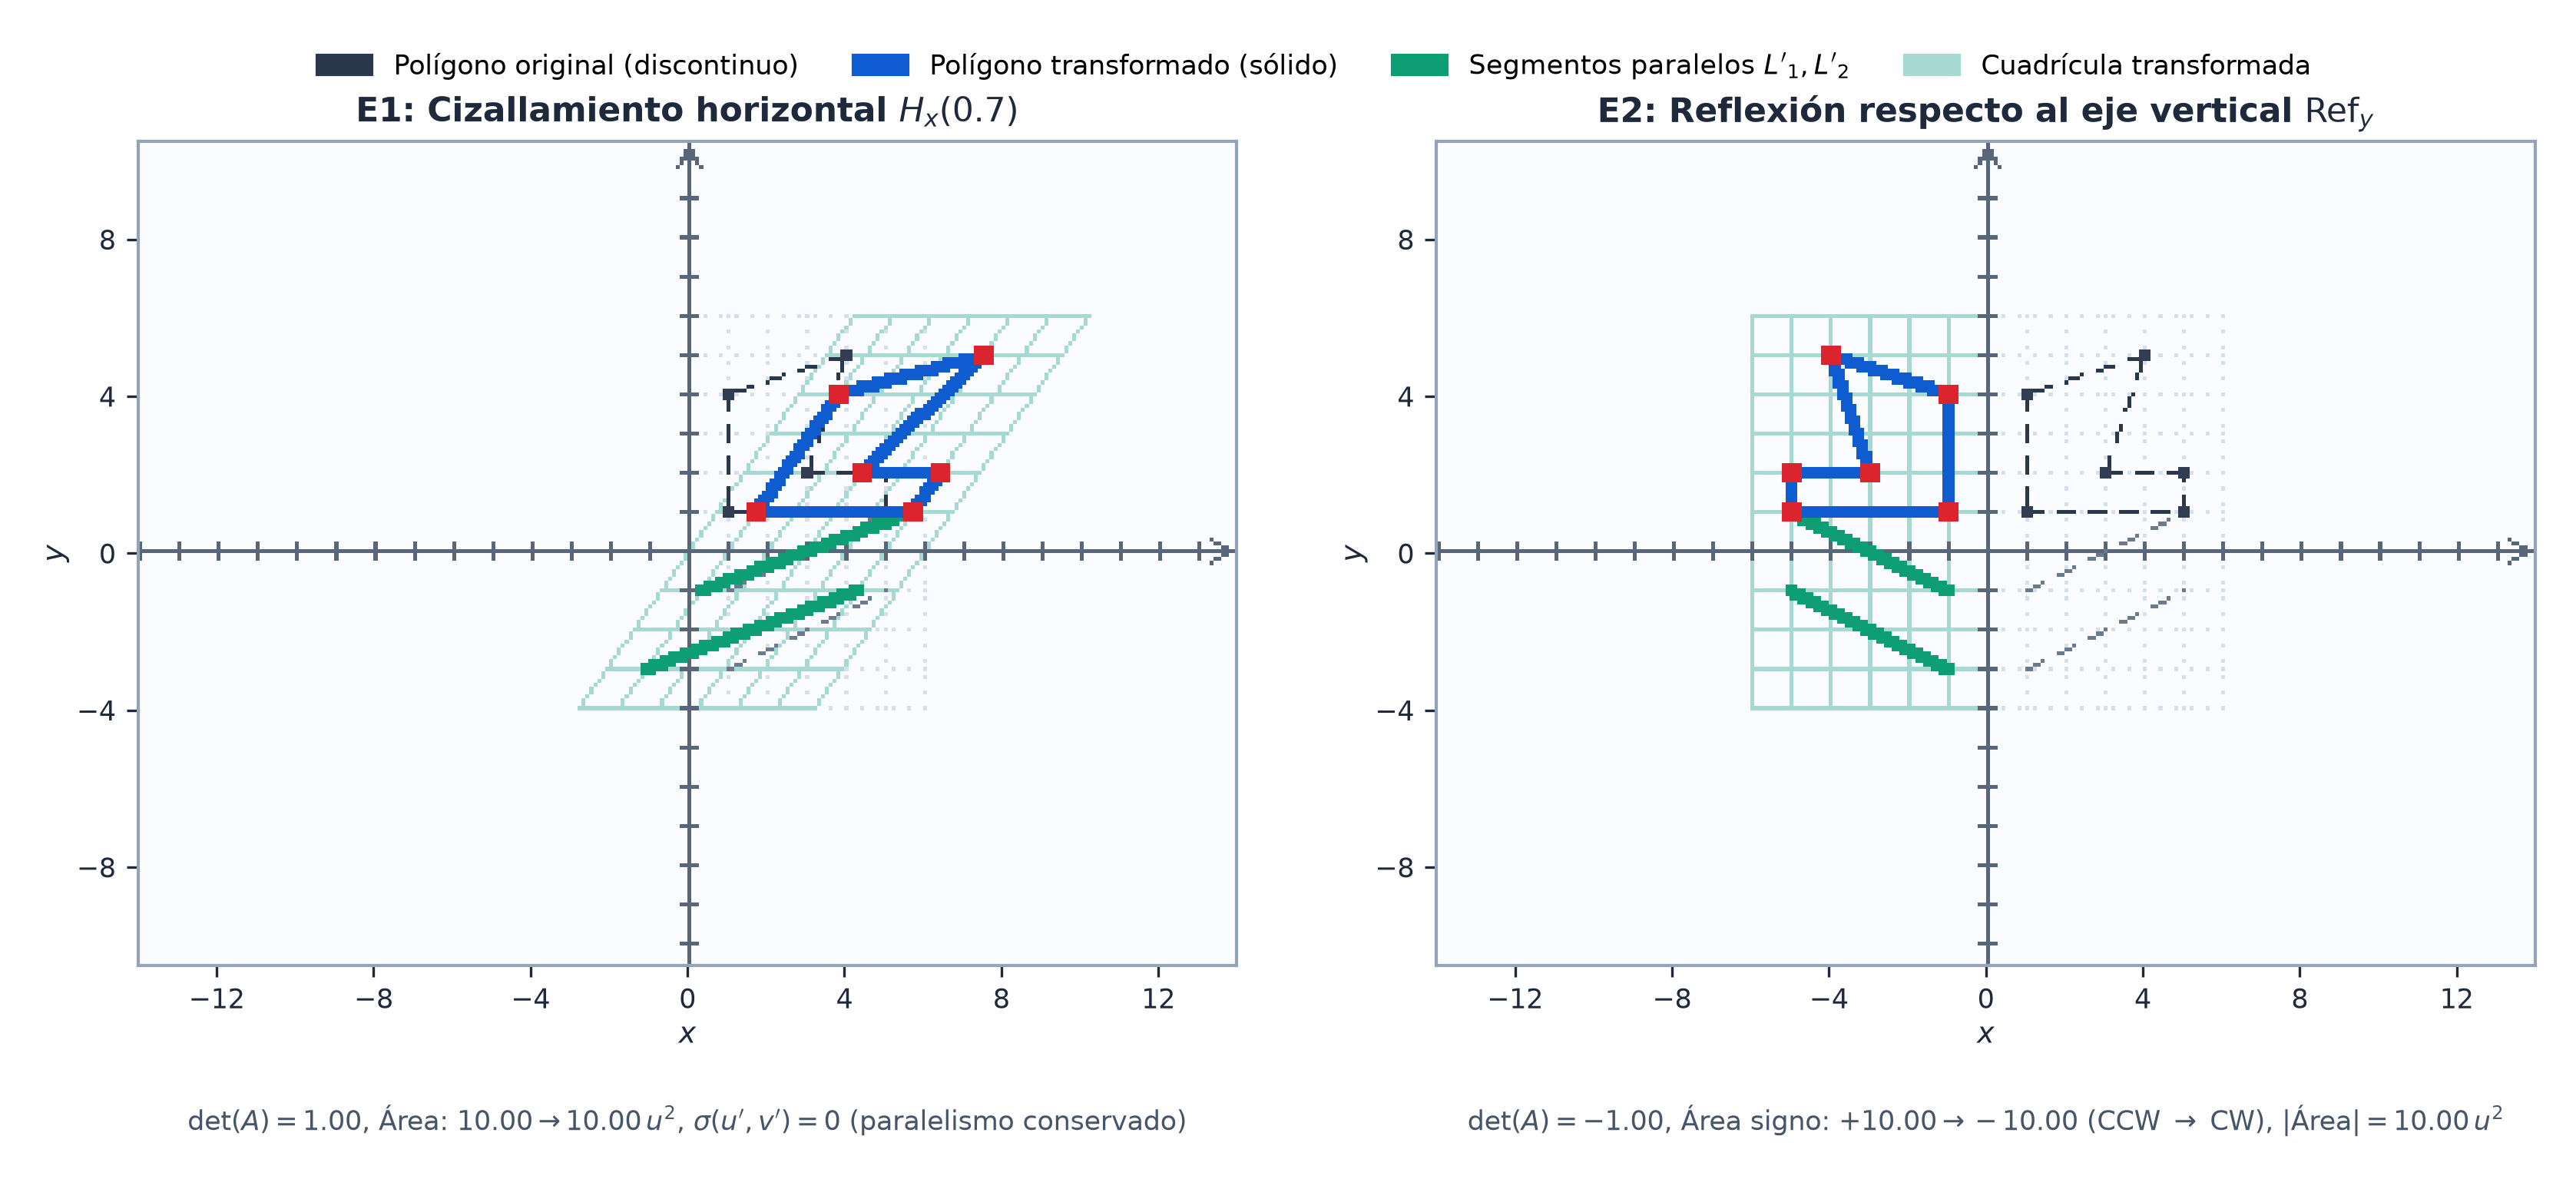 Polígono original (discontinuo) Polígono transformado (sólido) Segmentos paralelos L′₁, L′₂ Cuadrícula transformada
E1: Cizallamiento horizontal Hₓ(0.7)
8
4
0
−4
−8
y
−12 −8 −4 0 4 8 12
x
det(A) = 1.00, Área: 10.00 → 10.00 u², σ(u′, v′) = 0 (paralelismo conservado)
E2: Reflexión respecto al eje vertical Ref_y
8
4
0
−4
−8
y
−12 −8 −4 0 4 8 12
x
det(A) = −1.00, Área signo: +10.00 → −10.00 (CCW → CW), |Área| = 10.00 u²